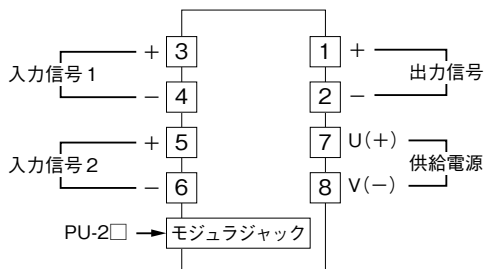 入力信号1
+ 3
− 4
入力信号2
+ 5
− 6
PU-2□
モジュラジャック
1 +
2 −
出力信号
7 U(+)
8 V(−)
供給電源